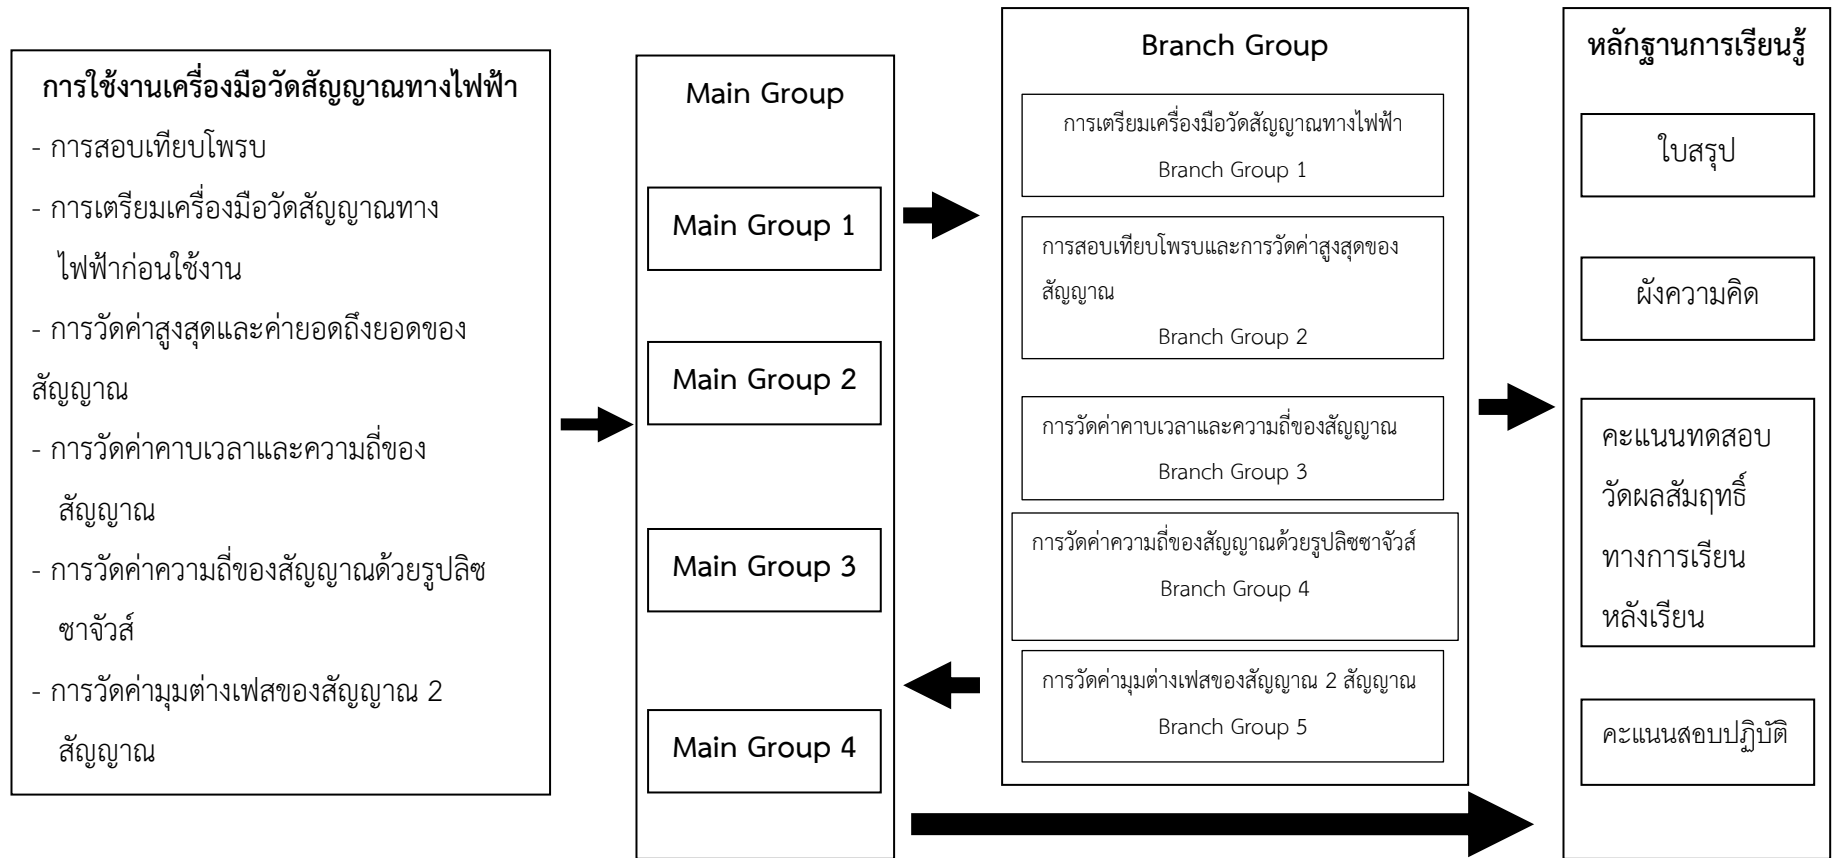 การใช้งานเครื่องมือวัดสัญญาณทางไฟฟ้า
- การสอบเทียบโพรบ
- การเตรียมเครื่องมือวัดสัญญาณทาง
ไฟฟ้าก่อนใช้งาน
- การวัดค่าสูงสุดและค่ายอดถึงยอดของ
สัญญาณ
- การวัดค่าคาบเวลาและความถี่ของ
สัญญาณ
- การวัดค่าความถี่ของสัญญาณด้วยรูปลิซ
ซาจัวส์
- การวัดค่ามุมต่างเฟสของสัญญาณ 2
สัญญาณ
Main Group
Main Group 1
Main Group 2
Main Group 3
Main Group 4
Branch Group
การเตรียมเครื่องมือวัดสัญญาณทางไฟฟ้า
Branch Group 1
การสอบเทียบโพรบและการวัดค่าสูงสุดของ
สัญญาณ
Branch Group 2
การวัดค่าคาบเวลาและความถี่ของสัญญาณ
Branch Group 3
การวัดค่าความถี่ของสัญญาณด้วยรูปลิซซาจัวส์
Branch Group 4
การวัดค่ามุมต่างเฟสของสัญญาณ 2 สัญญาณ
Branch Group 5
หลักฐานการเรียนรู้
ใบสรุป
ผังความคิด
คะแนนทดสอบ
วัดผลสัมฤทธิ์
ทางการเรียน
หลังเรียน
คะแนนสอบปฏิบัติ